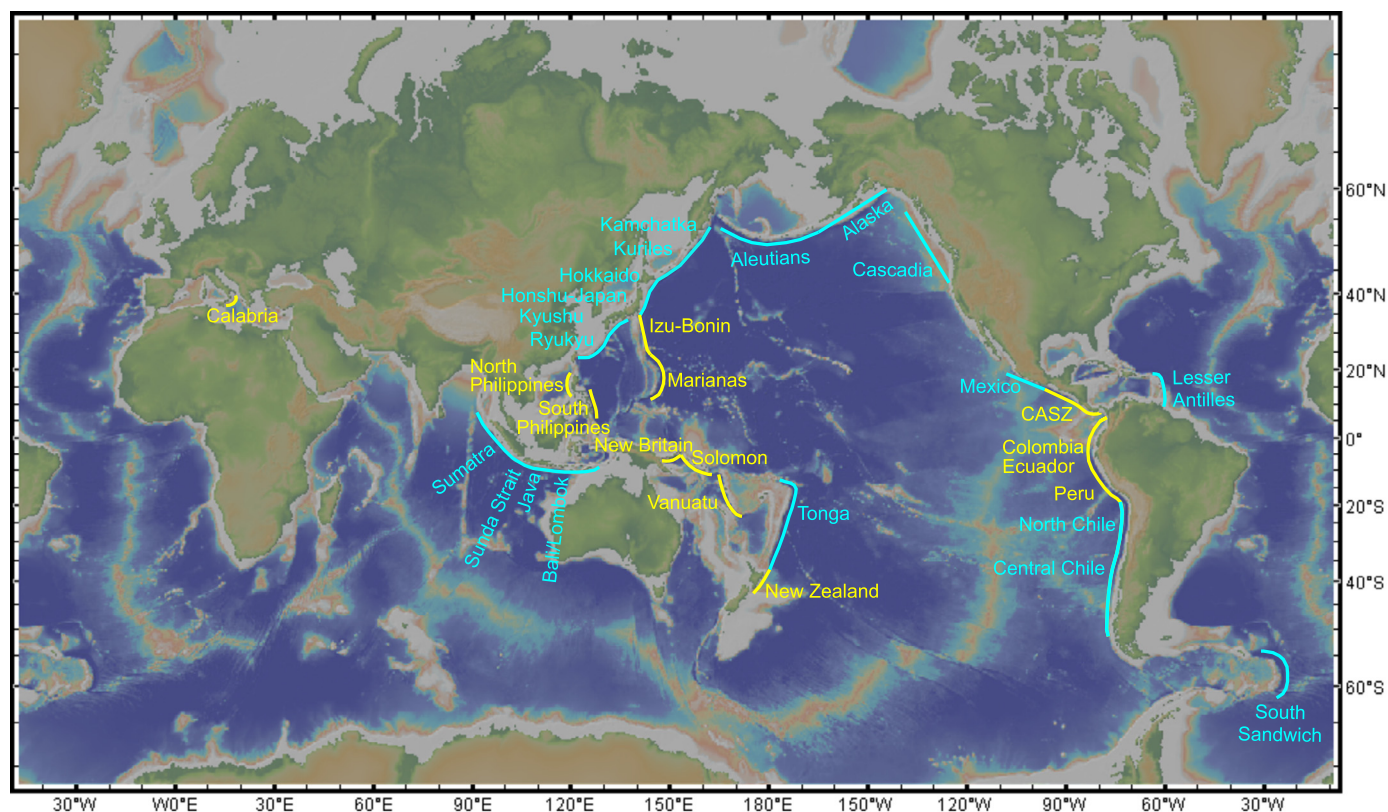 60°N
Kamchatka
Alaska
Kuriles
Aleutians
Cascadia
Hokkaido
Honshu-Japan
40°N
Calabria
Kyushu
Izu-Bonin
Ryukyu
North
Philippines
20°N
Marianas
Mexico
Lesser
Antilles
South
Philippines
CASZ
0°
New Britain
Solomon
Colombia
Ecuador
Sumatra
Sunda Strait
Java
Bali/Lombok
Vanuatu
Peru
20°S
Tonga
North Chile
Central Chile
40°S
New Zealand
60°S
South
Sandwich
30°W
W0°E
30°E
60°E
90°E
120°E
150°E
180°E
150°W
120°W
90°W
60°W
30°W